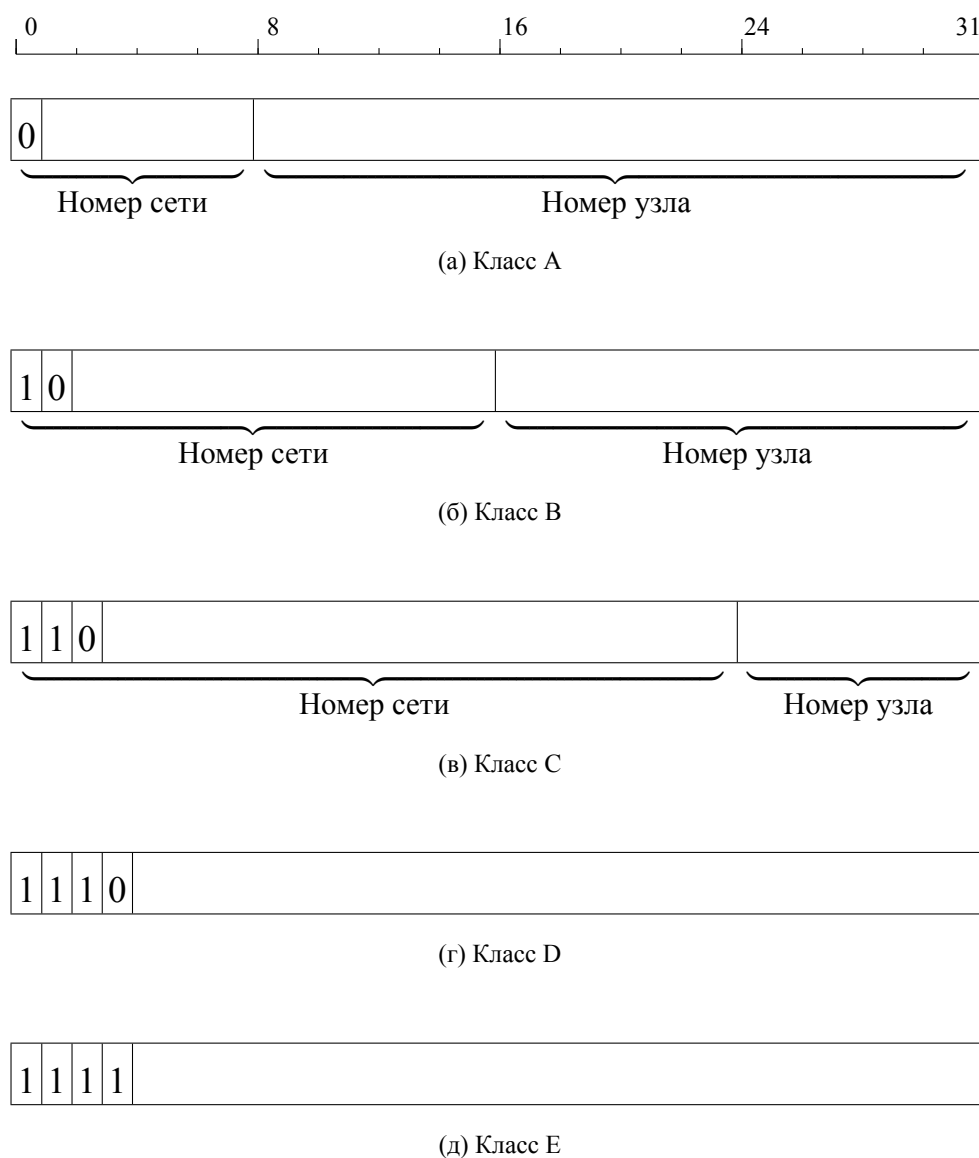 0 8 16 24 31
0
Номер сети Номер узла
(а) Класс A
1 0
Номер сети Номер узла
(б) Класс B
1 1 0
Номер сети Номер узла
(в) Класс C
1 1 1 0
(г) Класс D
1 1 1 1
(д) Класс E